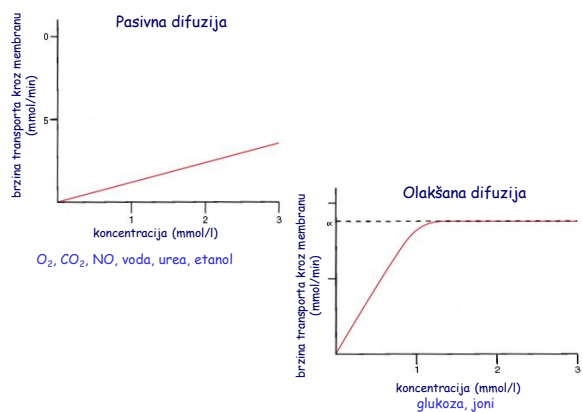 Pasivna difuzija
brzina transporta kroz membranu
(mmol/min)
0
5
1 2 3
koncentracija (mmol/l)
O₂, CO₂, NO, voda, urea, etanol
Olakšana difuzija
brzina transporta kroz membranu
(mmol/min)
1 2 3
koncentracija (mmol/l)
glukoza, joni